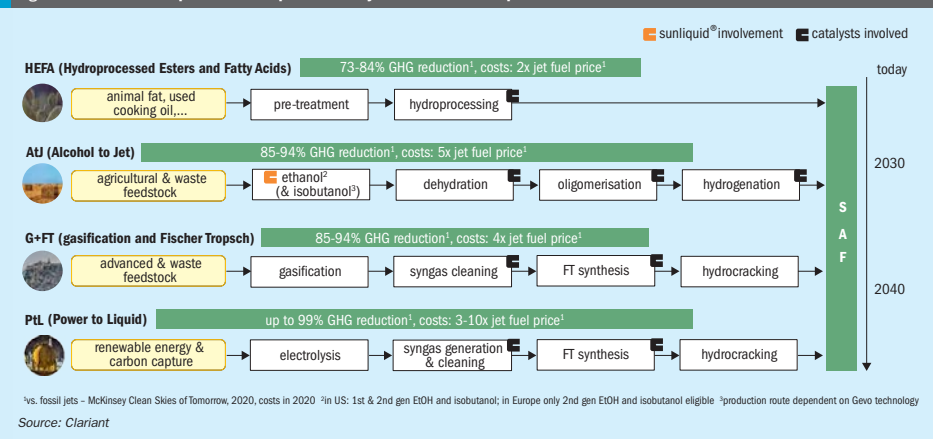 sunliquid® involvement
catalysts involved
HEFA (Hydroprocessed Esters and Fatty Acids)
73-84% GHG reduction¹, costs: 2x jet fuel price¹
today
animal fat, used
cooking oil,...
pre-treatment
hydroprocessing
AtJ (Alcohol to Jet)
85-94% GHG reduction¹, costs: 5x jet fuel price¹
2030
agricultural & waste
feedstock
ethanol²
(& isobutanol³)
dehydration
oligomerisation
hydrogenation
S
A
F
G+FT (gasification and Fischer Tropsch)
85-94% GHG reduction¹, costs: 4x jet fuel price¹
advanced & waste
feedstock
gasification
syngas cleaning
FT synthesis
hydrocracking
2040
PtL (Power to Liquid)
up to 99% GHG reduction¹, costs: 3-10x jet fuel price¹
renewable energy &
carbon capture
electrolysis
syngas generation
& cleaning
FT synthesis
hydrocracking
¹vs. fossil jets – McKinsey Clean Skies of Tomorrow, 2020, costs in 2020 ²in US: 1st & 2nd gen EtOH and isobutanol; in Europe only 2nd gen EtOH and isobutanol eligible ³production route dependent on Gevo technology
Source: Clariant